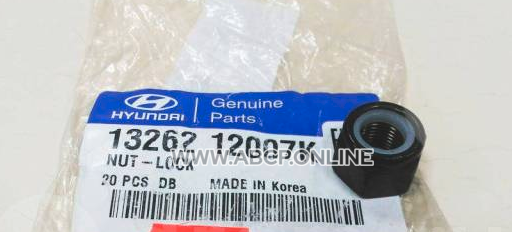 HYUNDAI
Genuine
Parts
13262 12007K
WWW.ABCP.ONLINE
NUT-LOCK
20 PCS DB MADE IN Korea